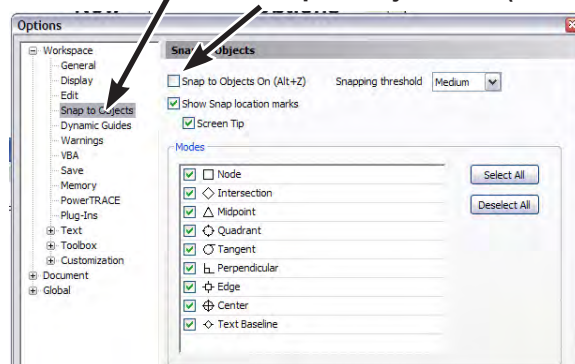 Options
Workspace
General
Display
Edit
Snap to Objects
Dynamic Guides
Warnings
VBA
Save
Memory
PowerTRACE
Plug-Ins
Text
Toolbox
Customization
Document
Global
Objects
Snap to Objects On (Alt+Z) Snapping threshold Medium
Show Snap location marks
Screen Tip
Modes
Node
Intersection
Midpoint
Quadrant
Tangent
Perpendicular
Edge
Center
Text Baseline
Select All
Deselect All